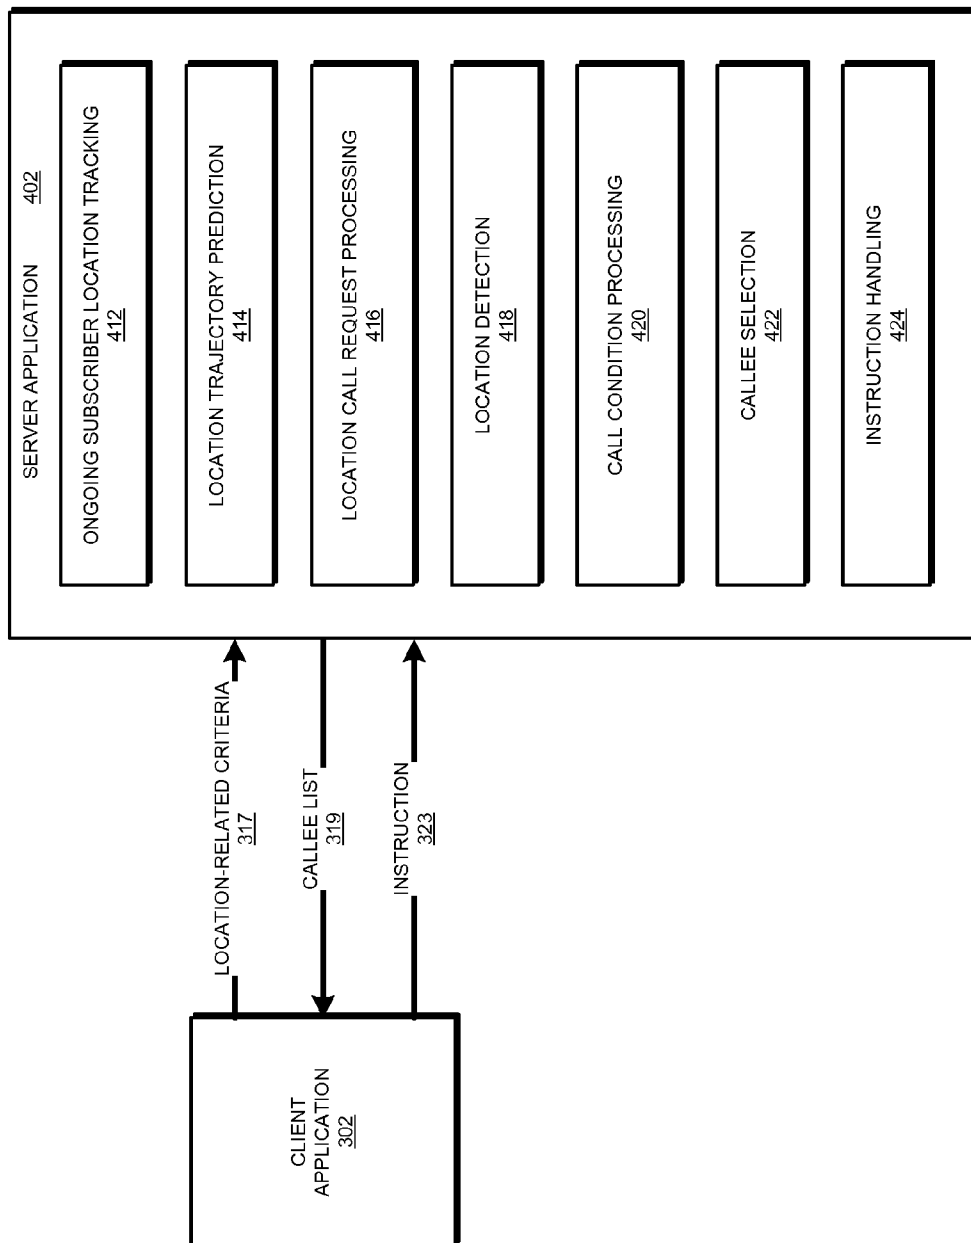 SERVER APPLICATION 402
ONGOING SUBSCRIBER LOCATION TRACKING
412
LOCATION TRAJECTORY PREDICTION
414
LOCATION CALL REQUEST PROCESSING
416
LOCATION DETECTION
418
CALL CONDITION PROCESSING
420
CALLEE SELECTION
422
INSTRUCTION HANDLING
424
LOCATION-RELATED CRITERIA
317
CALLEE LIST
319
INSTRUCTION
323
CLIENT
APPLICATION
302